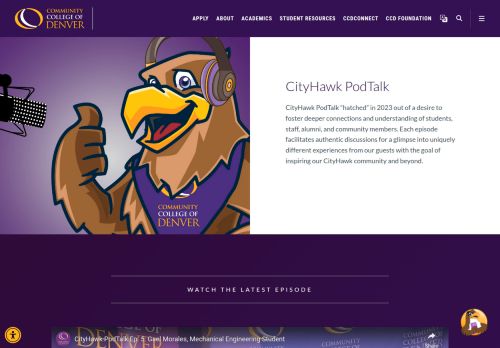 COMMUNITY
COLLEGE OF
DENVER
APPLY ABOUT ACADEMICS STUDENT RESOURCES CCDCONNECT CCD FOUNDATION
CityHawk PodTalk
CityHawk PodTalk "hatched" in 2023 out of a desire to
foster deeper connections and understanding of students,
staff, alumni, and community members. Each episode
facilitates authentic discussions for a glimpse into uniquely
different experiences from our guests with the goal of
inspiring our CityHawk community and beyond.
COMMUNITY
COLLEGE OF
DENVER
WATCH THE LATEST EPISODE
CityHawk PodTalk Ep. 5: Gael Morales, Mechanical Engineering Student
Share